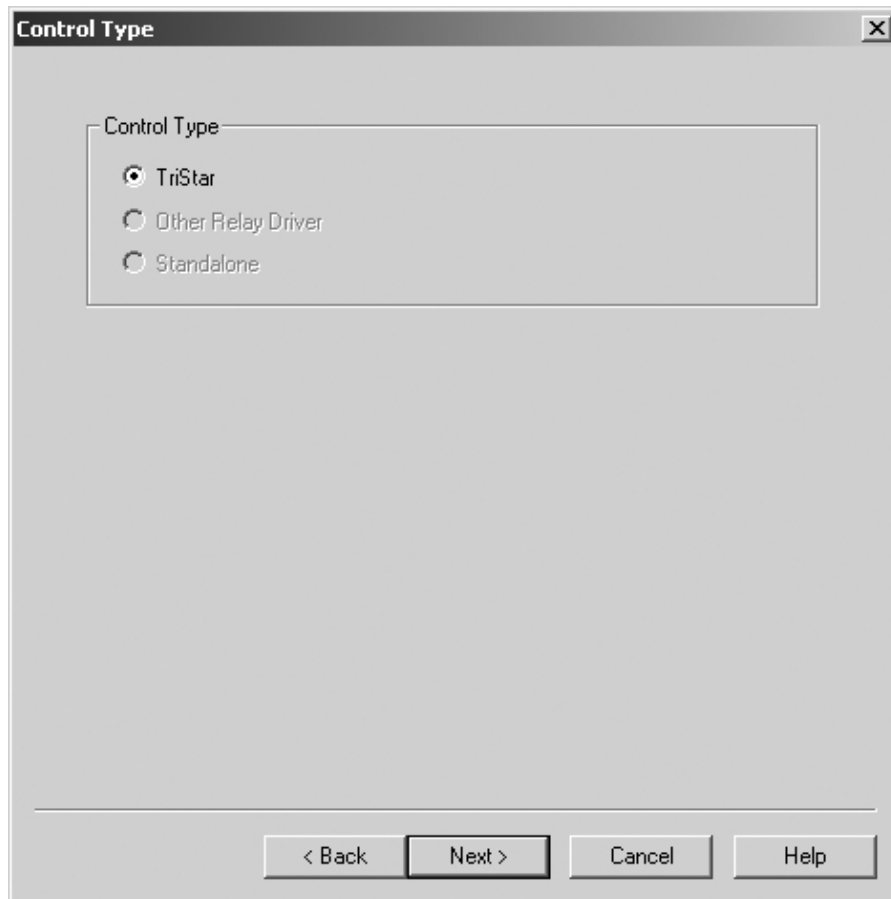 Control Type
Control Type
TriStar
Other Relay Driver
Standalone
< Back Next > Cancel Help